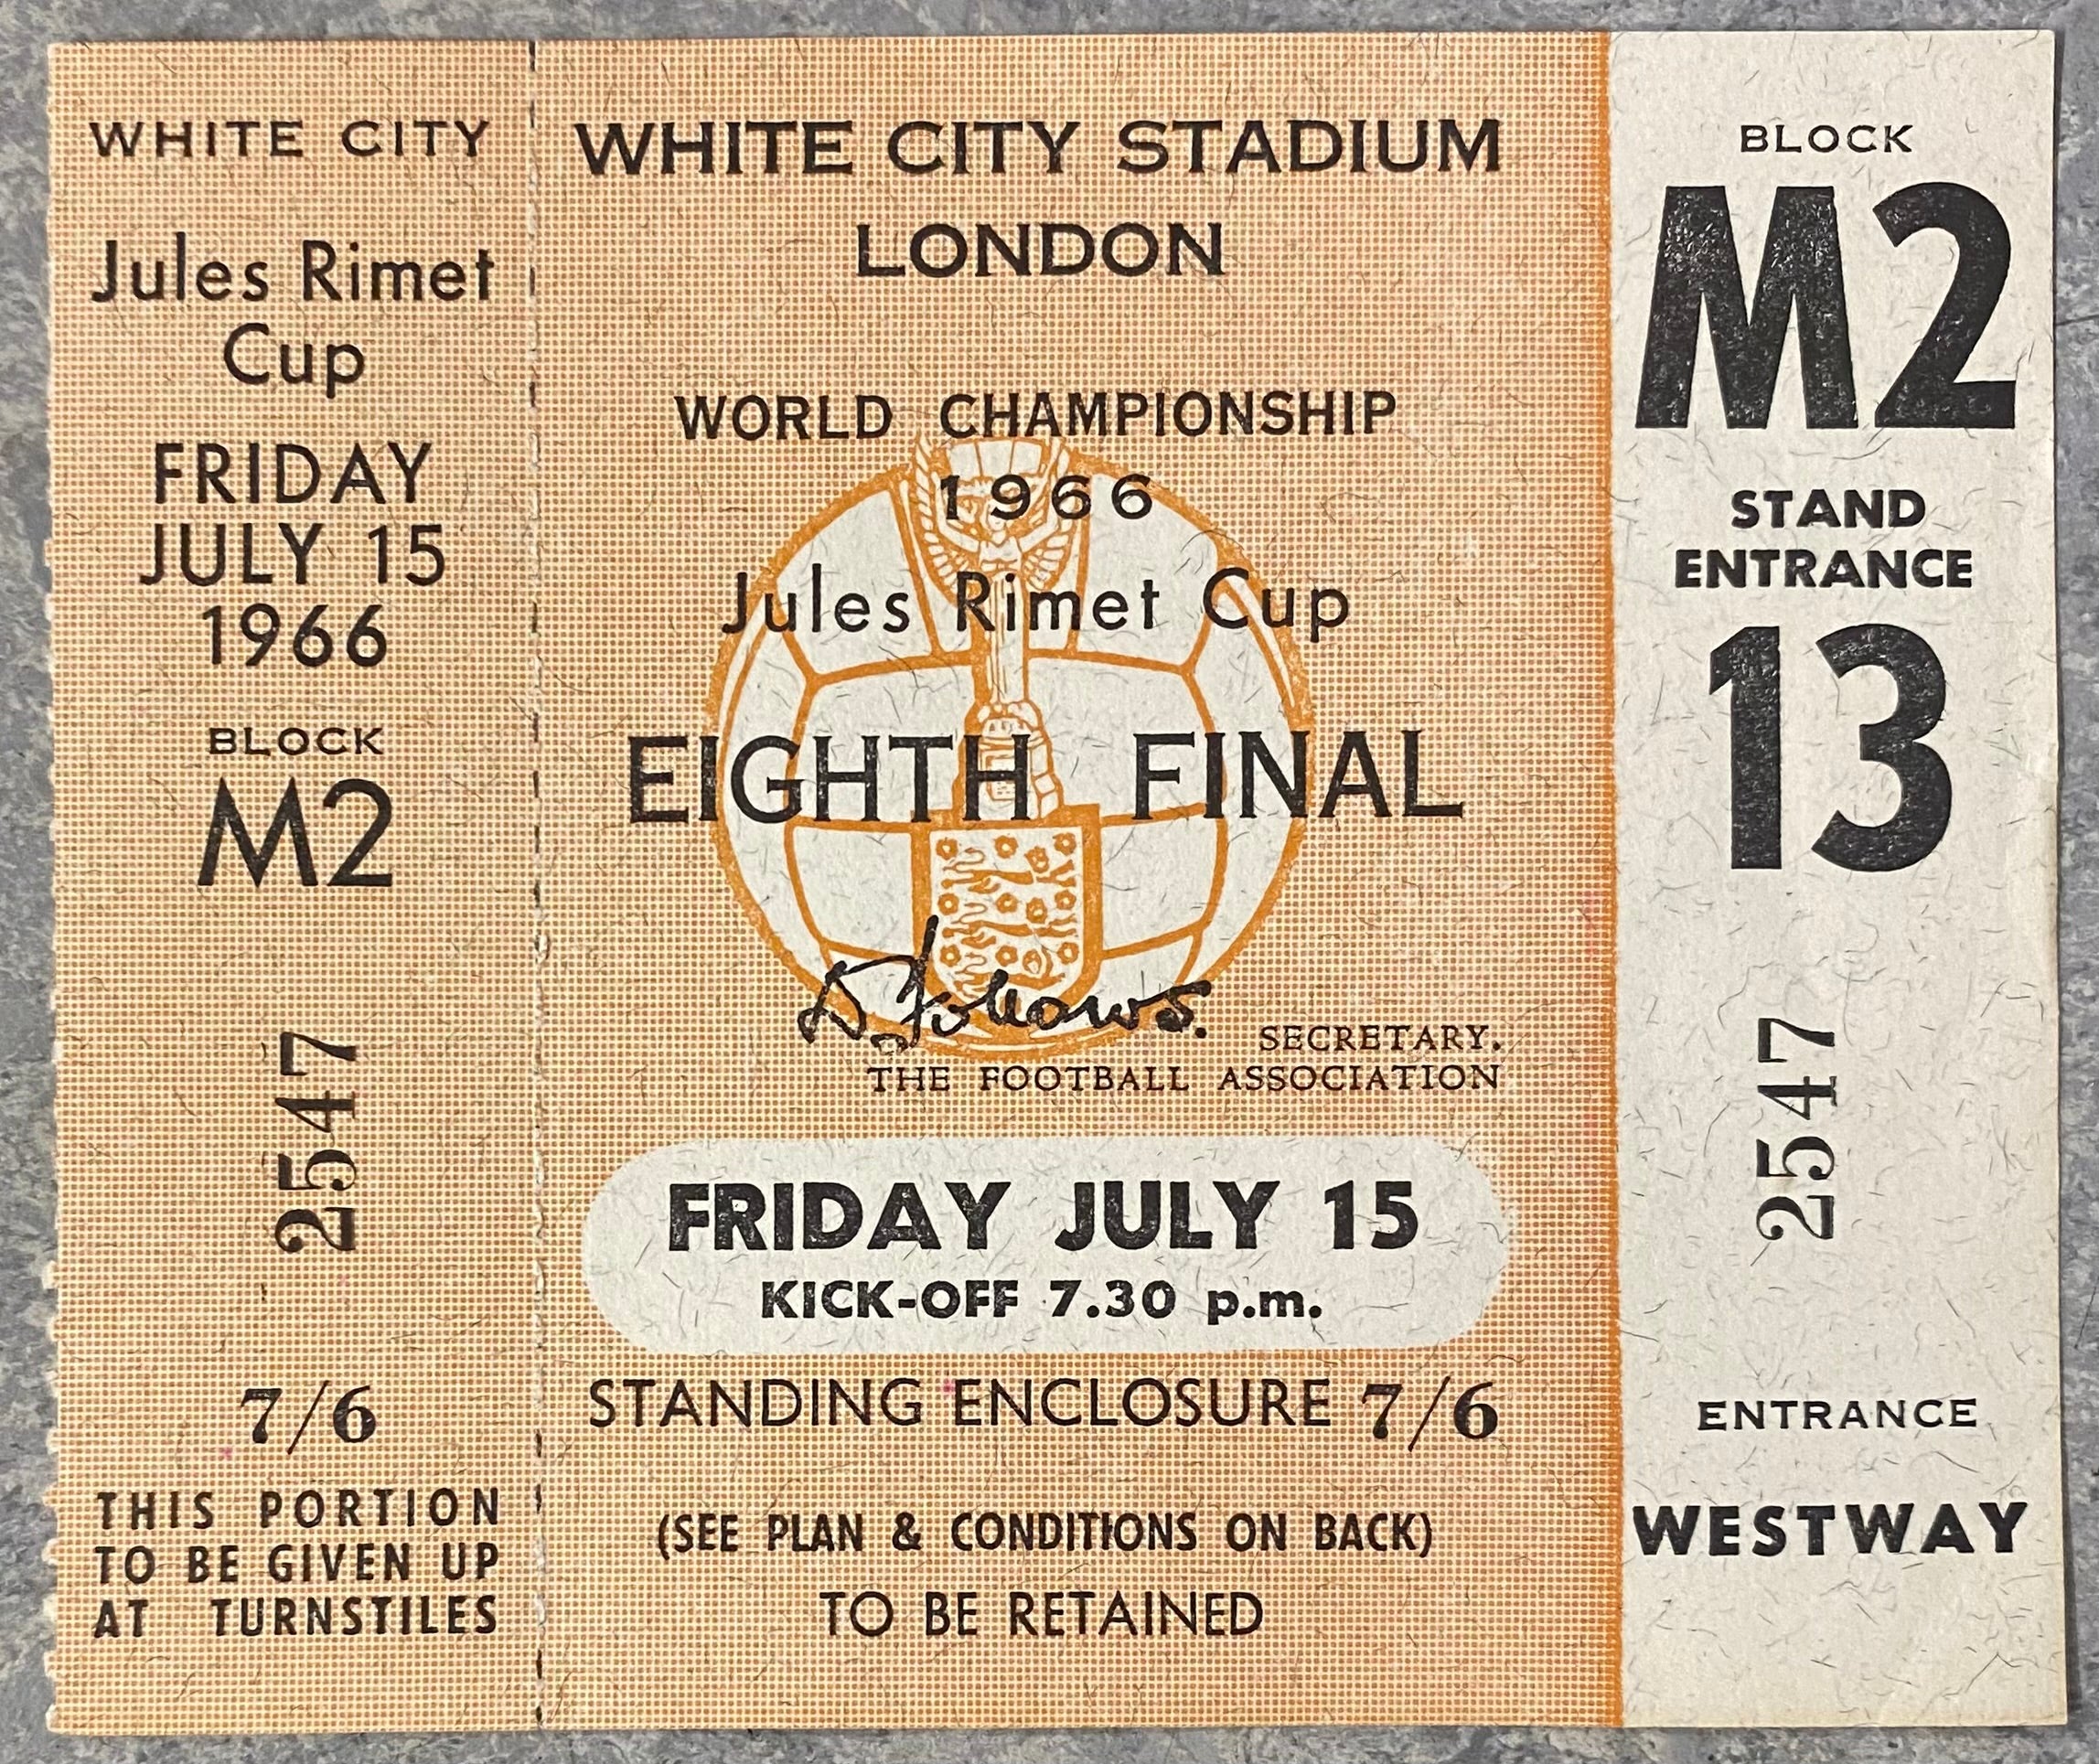 WHITE CITY
Jules Rimet
Cup
FRIDAY
JULY 15
1966
BLOCK
M2
2547
7/6
THIS PORTION
TO BE GIVEN UP
AT TURNSTILES
WHITE CITY STADIUM
LONDON
WORLD CHAMPIONSHIP
1966
Jules Rimet Cup
EIGHTH FINAL
D. Follows.
SECRETARY.
THE FOOTBALL ASSOCIATION
FRIDAY JULY 15
KICK-OFF 7.30 p.m.
STANDING ENCLOSURE 7/6
(SEE PLAN & CONDITIONS ON BACK)
TO BE RETAINED
BLOCK
M2
STAND
ENTRANCE
13
2547
ENTRANCE
WESTWAY